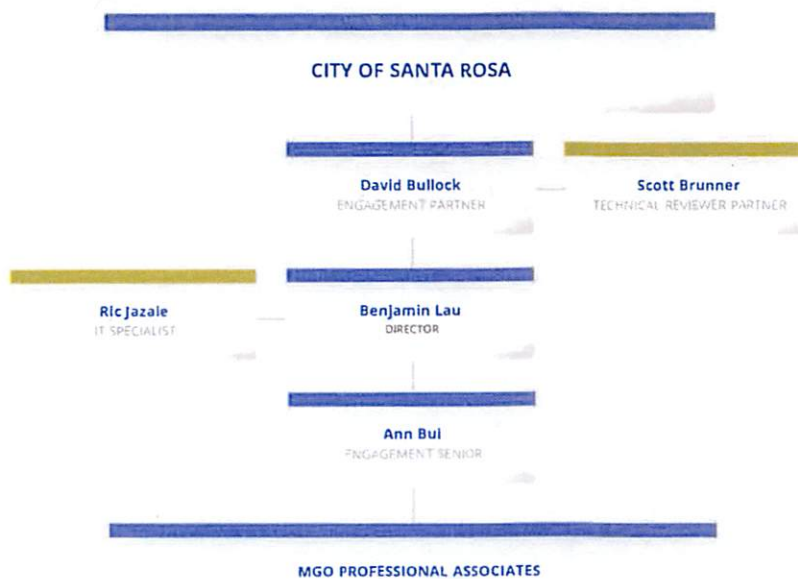 CITY OF SANTA ROSA
David Bullock
ENGAGEMENT PARTNER
Scott Brunner
TECHNICAL REVIEWER PARTNER
Ric Jazaie
IT SPECIALIST
Benjamin Lau
DIRECTOR
Ann Bui
ENGAGEMENT SENIOR
MGO PROFESSIONAL ASSOCIATES